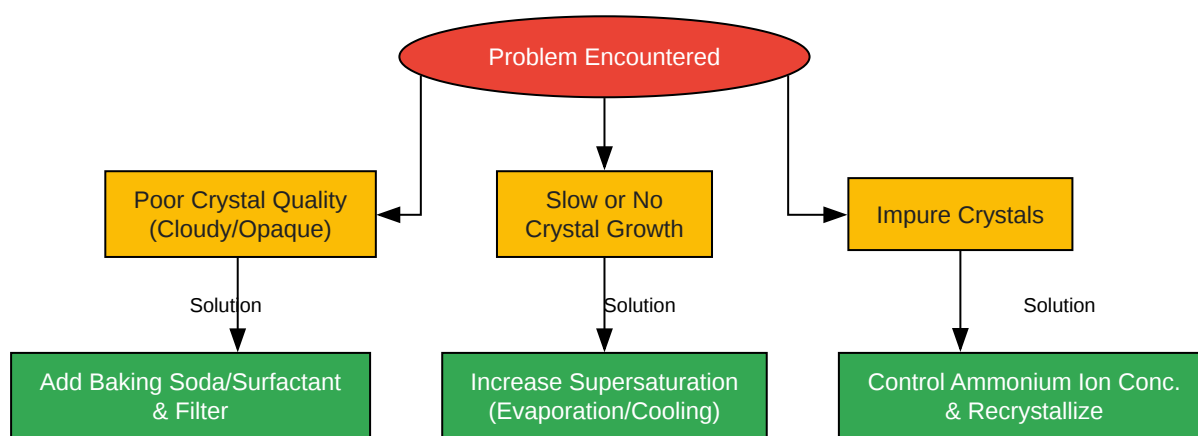 Problem Encountered
Poor Crystal Quality
(Cloudy/Opaque)
Slow or No
Crystal Growth
Impure Crystals
Solution
Solution
Solution
Add Baking Soda/Surfactant
& Filter
Increase Supersaturation
(Evaporation/Cooling)
Control Ammonium Ion Conc.
& Recrystallize